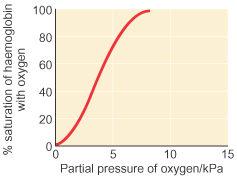 % saturation of haemoglobin
with oxygen
100
80
60
40
20
0
0 5 10 15
Partial pressure of oxygen/kPa